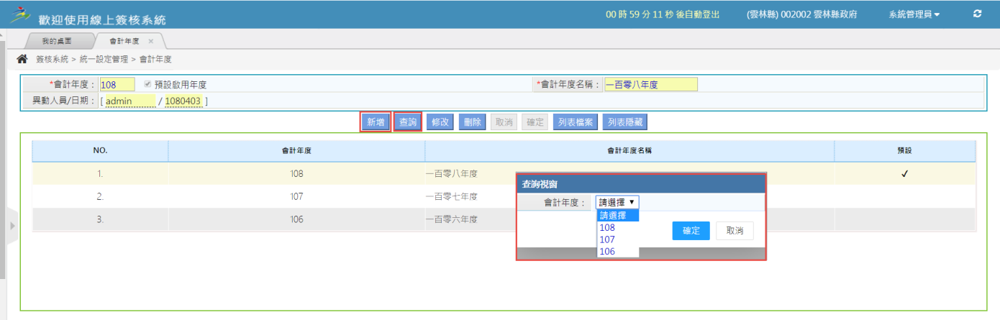 歡迎使用線上簽核系統
00 時 59 分 11 秒 後自動登出 (雲林縣) 002002 雲林縣政府 系統管理員
我的桌面 會計年度 ×
簽核系統 > 統一設定管理 > 會計年度
*會計年度： 108 預設啟用年度 *會計年度名稱： 一百零八年度
異動人員/日期： [ admin / 1080403 ]
新增 查詢 修改 刪除 取消 確定 列表檔案 列表隱藏
NO. 會計年度 會計年度名稱 預設
1. 108 一百零八年度 ✓
2. 107 一百零七年度
3. 106 一百零六年度
查詢視窗
會計年度： 請選擇
請選擇
108
107
106
確定 取消